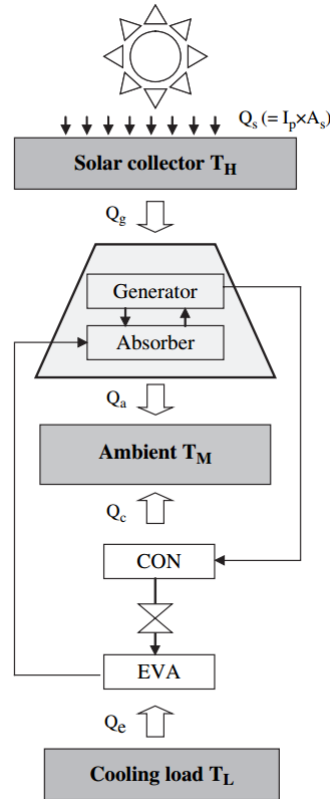 Qs (= Ip×As)
Solar collector TH
Qg
Generator
Absorber
Qa
Ambient TM
Qc
CON
EVA
Qe
Cooling load TL